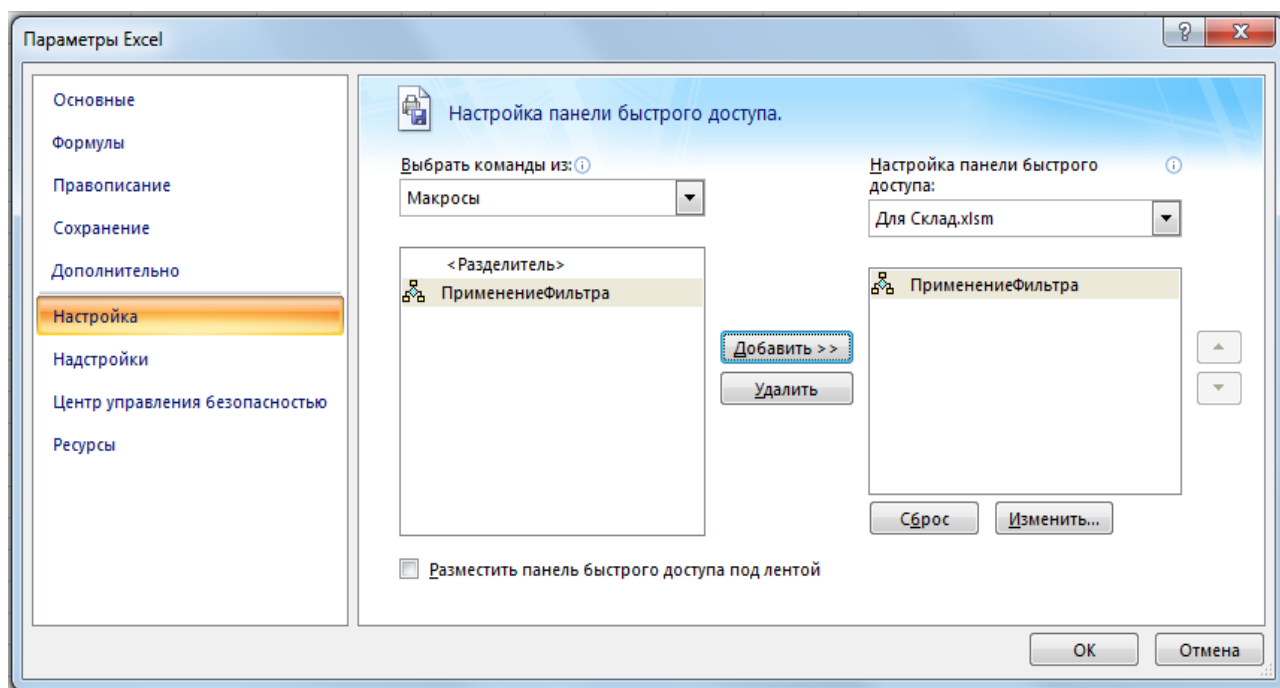 Параметры Excel
Основные
Формулы
Правописание
Сохранение
Дополнительно
Настройка
Надстройки
Центр управления безопасностью
Ресурсы
Настройка панели быстрого доступа.
Выбрать команды из:
Макросы
<Разделитель>
ПрименениеФильтра
Добавить >>
Удалить
Настройка панели быстрого
доступа:
Для Склад.xlsm
ПрименениеФильтра
Сброс
Изменить...
Разместить панель быстрого доступа под лентой
ОК
Отмена